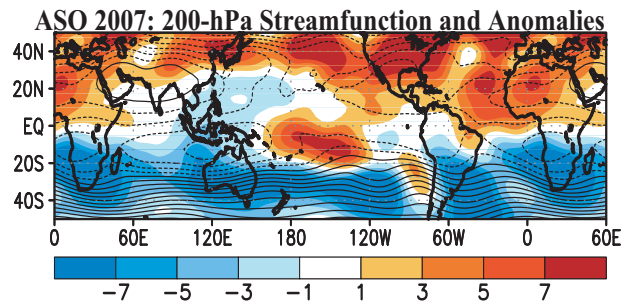 ASO 2007: 200-hPa Streamfunction and Anomalies
40N
20N
EQ
20S
40S
0 60E 120E 180 120W 60W 0 60E
−7 −5 −3 −1 1 3 5 7